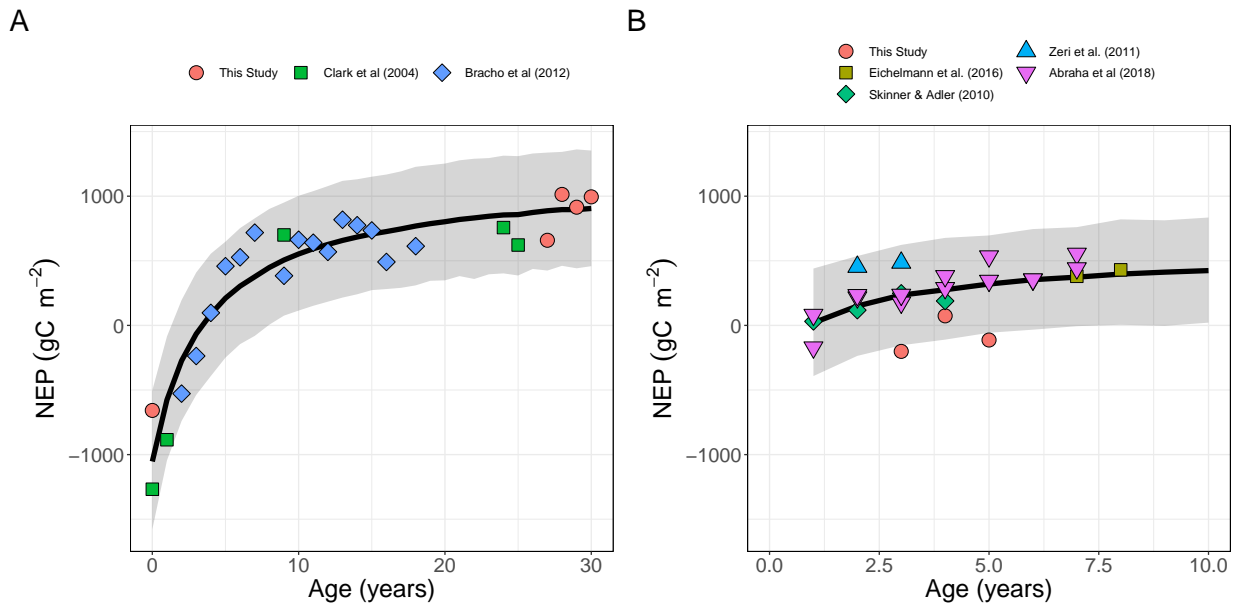 A
This Study Clark et al (2004) Bracho et al (2012)
1000
0
−1000
NEP (gC m−2)
0 10 20 30
Age (years)
B
This Study Zeri et al. (2011)
Eichelmann et al. (2016) Abraha et al (2018)
Skinner & Adler (2010)
1000
0
−1000
NEP (gC m−2)
0.0 2.5 5.0 7.5 10.0
Age (years)